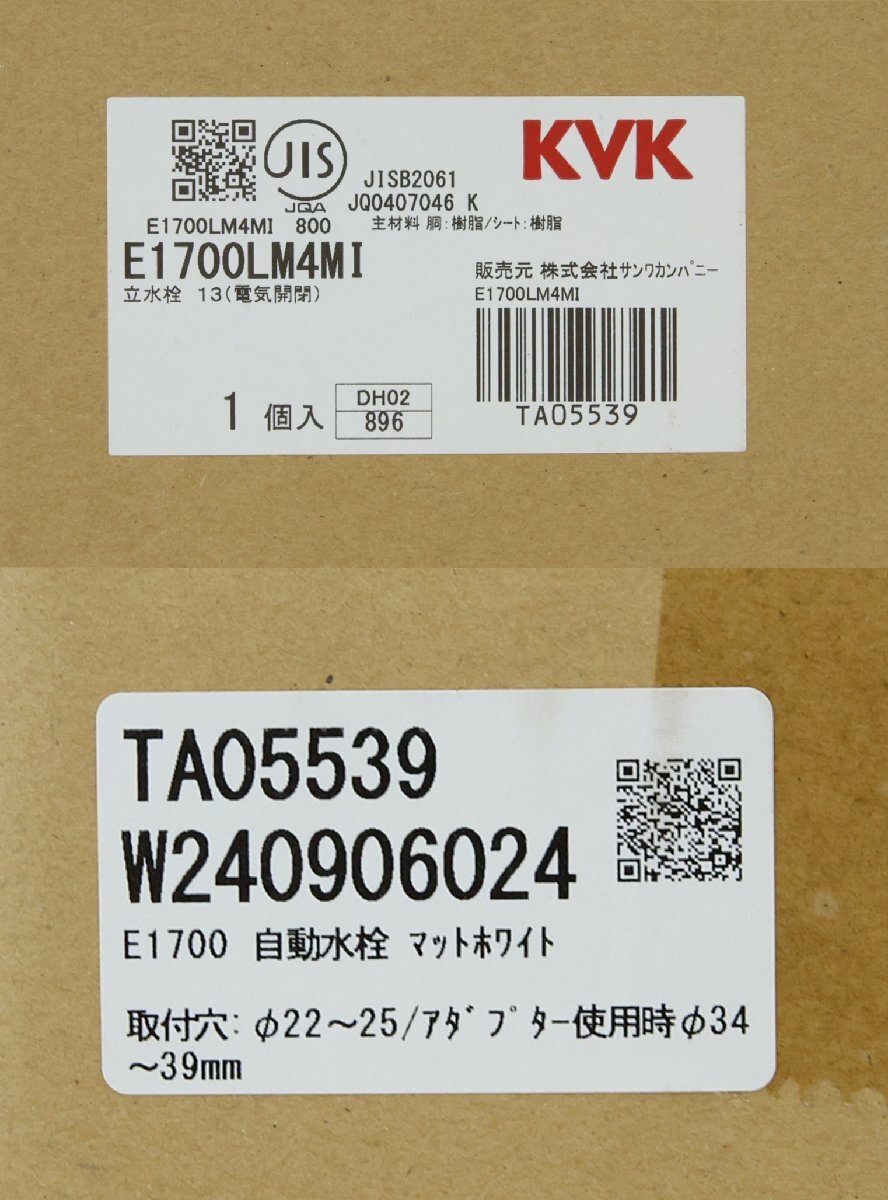 JIS
JQA
KVK
JISB2061
JQ0407046 K
E1700LM4MI 800
主材料 胴:樹脂/シート:樹脂
E1700LM4MI
立水栓 13(電気開閉)
販売元 株式会社サンワカンパニー
E1700LM4MI
TA05539
1 個入
DH02
896
TA05539
W240906024
E1700 自動水栓 マットホワイト
取付穴:φ22~25/アダプター使用時φ34
~39mm